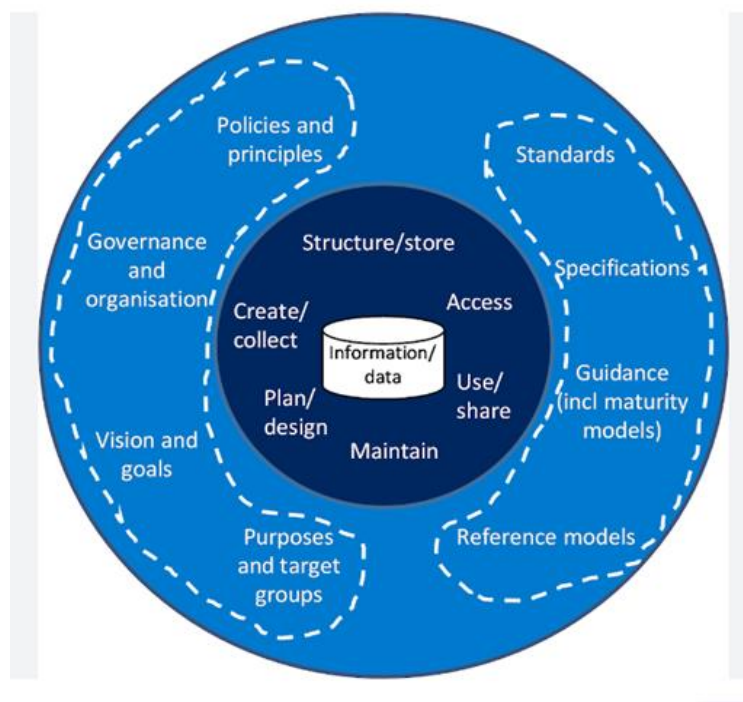 Policies and
principles
Governance
and
organisation
Vision and
goals
Purposes
and target
groups
Structure/store
Create/
collect
Access
Information/
data
Plan/
design
Use/
share
Maintain
Standards
Specifications
Guidance
(incl maturity
models)
Reference models